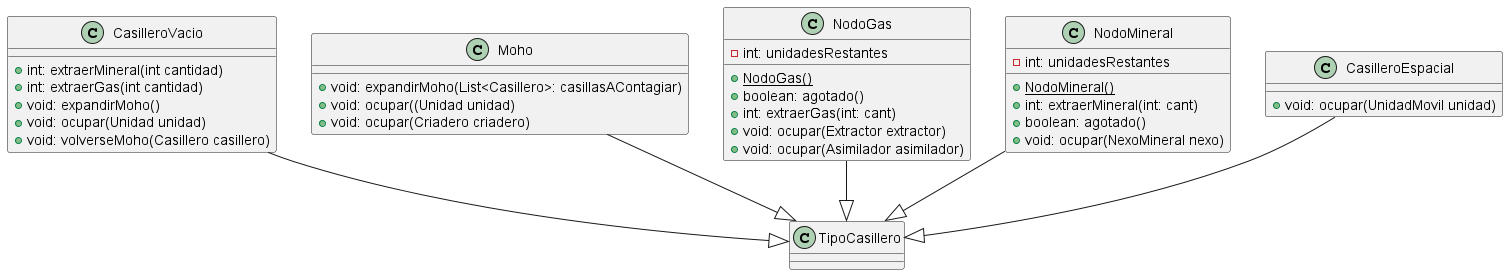 C CasilleroVacio
int: extraerMineral(int cantidad)
int: extraerGas(int cantidad)
void: expandirMoho()
void: ocupar(Unidad unidad)
void: volverseMoho(Casillero casillero)
C Moho
void: expandirMoho(List<Casillero>: casillasAContagiar)
void: ocupar((Unidad unidad)
void: ocupar(Criadero criadero)
C NodoGas
int: unidadesRestantes
NodoGas()
boolean: agotado()
int: extraerGas(int: cant)
void: ocupar(Extractor extractor)
void: ocupar(Asimilador asimilador)
C NodoMineral
int: unidadesRestantes
NodoMineral()
int: extraerMineral(int: cant)
boolean: agotado()
void: ocupar(NexoMineral nexo)
C CasilleroEspacial
void: ocupar(UnidadMovil unidad)
C TipoCasillero